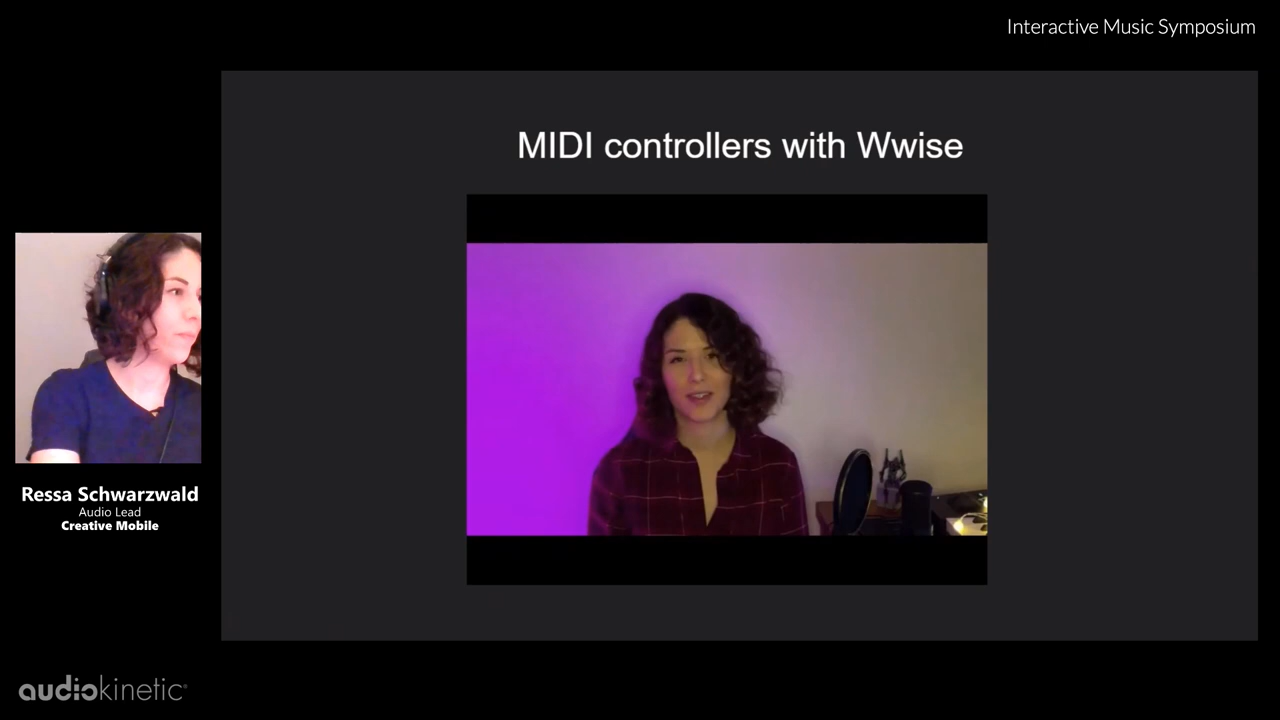 Interactive Music Symposium
MIDI controllers with Wwise
Ressa Schwarzwald
Audio Lead
Creative Mobile
audiokinetic